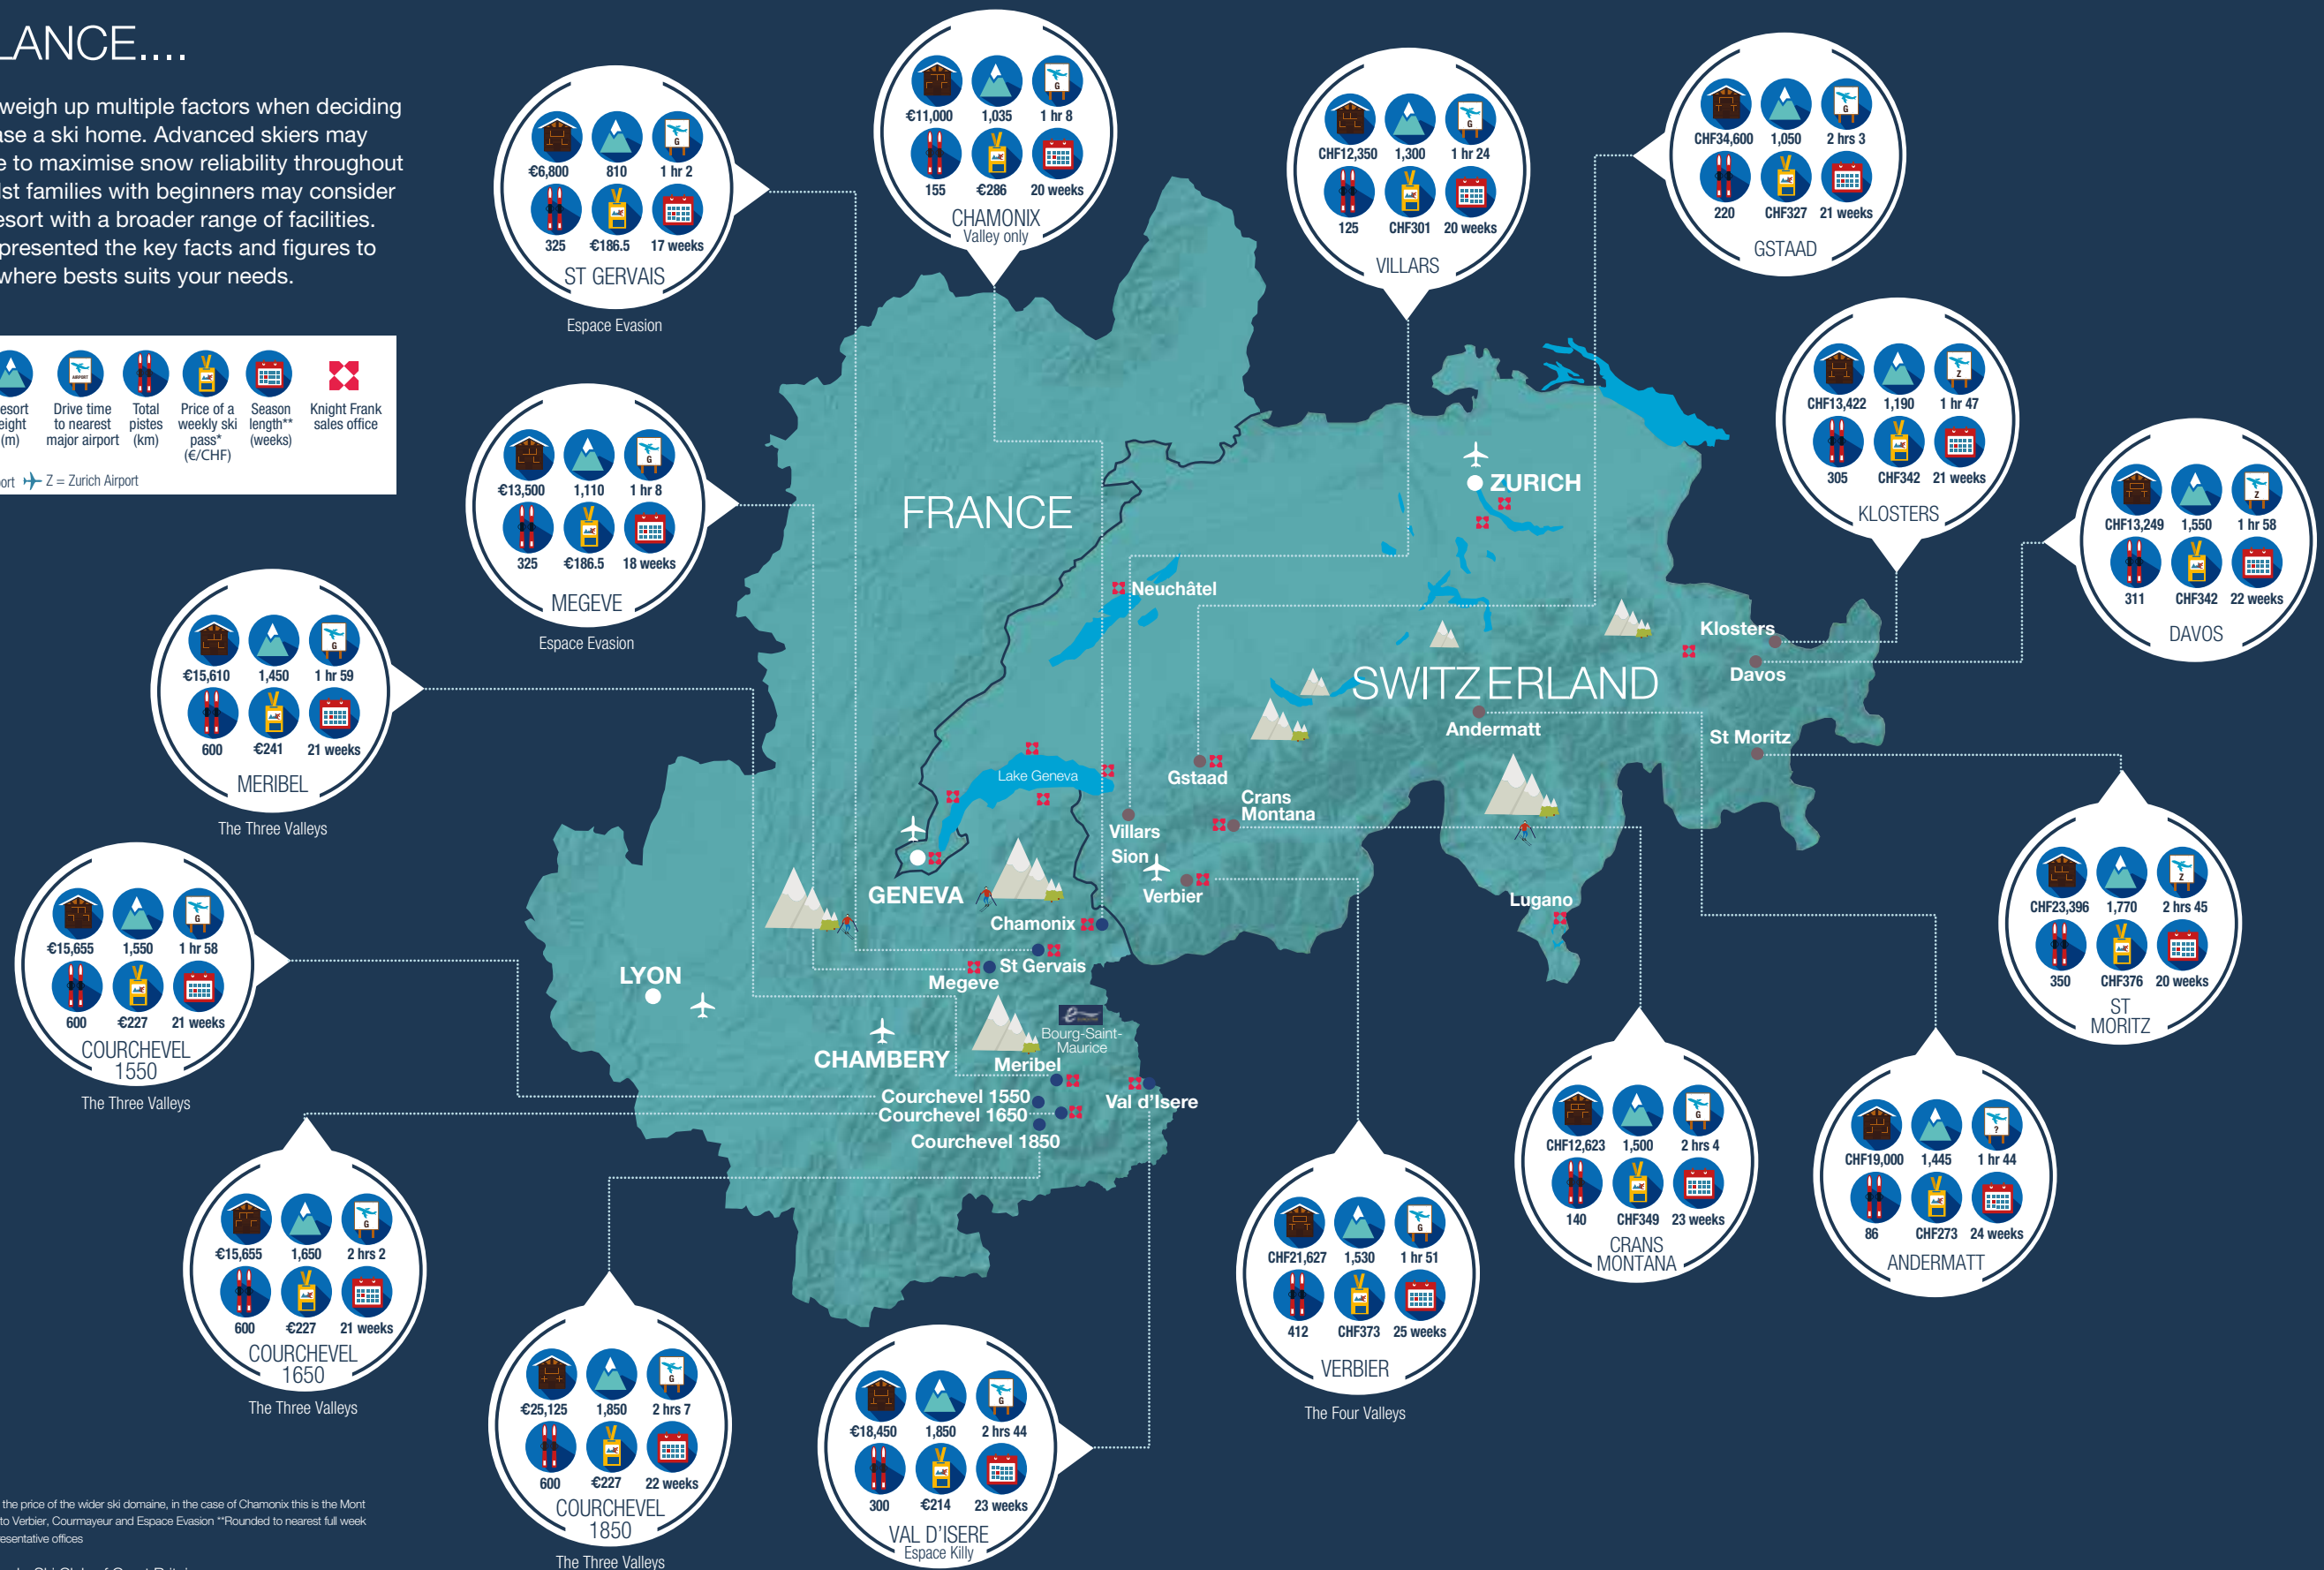 LANCE....
weigh up multiple factors when deciding
ase a ski home. Advanced skiers may
e to maximise snow reliability throughout
lst families with beginners may consider
esort with a broader range of facilities.
presented the key facts and figures to
where bests suits your needs.
esort
eight
(m)
Drive time
to nearest
major airport
Total
pistes
(km)
Price of a
weekly ski
pass*
(€/CHF)
Season
length**
(weeks)
Knight Frank
sales office
AIRPORT
port Z = Zurich Airport
G
€6,800 810 1 hr 2
325 €186.5 17 weeks
ST GERVAIS
Espace Evasion
G
€11,000 1,035 1 hr 8
155 €286 20 weeks
CHAMONIX
Valley only
G
CHF12,350 1,300 1 hr 24
125 CHF301 20 weeks
VILLARS
G
CHF34,600 1,050 2 hrs 3
220 CHF327 21 weeks
GSTAAD
Z
CHF13,422 1,190 1 hr 47
305 CHF342 21 weeks
KLOSTERS
Z
CHF13,249 1,550 1 hr 58
311 CHF342 22 weeks
DAVOS
G
€13,500 1,110 1 hr 8
325 €186.5 18 weeks
MEGEVE
Espace Evasion
G
€15,610 1,450 1 hr 59
600 €241 21 weeks
MERIBEL
The Three Valleys
G
€15,655 1,550 1 hr 58
600 €227 21 weeks
COURCHEVEL
1550
The Three Valleys
G
€15,655 1,650 2 hrs 2
600 €227 21 weeks
COURCHEVEL
1650
The Three Valleys
G
€25,125 1,850 2 hrs 7
600 €227 22 weeks
COURCHEVEL
1850
The Three Valleys
G
€18,450 1,850 2 hrs 44
300 €214 23 weeks
VAL D'ISERE
Espace Killy
G
CHF21,627 1,530 1 hr 51
412 CHF373 25 weeks
VERBIER
The Four Valleys
G
CHF12,623 1,500 2 hrs 4
140 CHF349 23 weeks
CRANS
MONTANA
?
CHF19,000 1,445 1 hr 44
86 CHF273 24 weeks
ANDERMATT
Z
CHF23,396 1,770 2 hrs 45
350 CHF376 20 weeks
ST
MORITZ
FRANCE
ZURICH
Neuchâtel
SWITZERLAND
Klosters
Davos
Andermatt
St Moritz
Lake Geneva
Gstaad
Crans
Montana
Villars
Sion
Verbier
Lugano
GENEVA
Chamonix
St Gervais
Megeve
LYON
Bourg-Saint-
Maurice
CHAMBERY
Meribel
Courchevel 1550
Courchevel 1650
Courchevel 1850
Val d'Isere
the price of the wider ski domaine, in the case of Chamonix this is the Mont
to Verbier, Courmayeur and Espace Evasion **Rounded to nearest full week
resentative offices